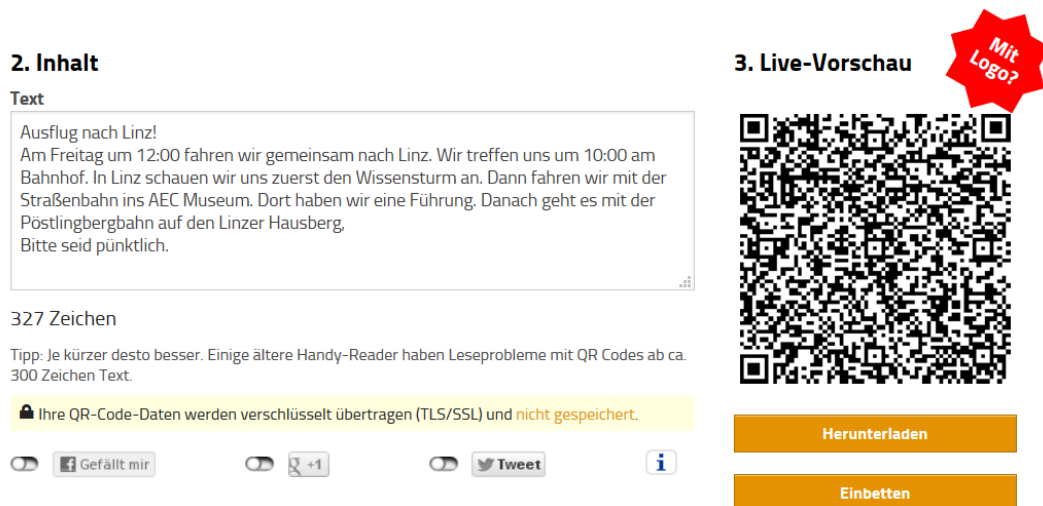 2. Inhalt
Text
Ausflug nach Linz!
Am Freitag um 12:00 fahren wir gemeinsam nach Linz. Wir treffen uns um 10:00 am
Bahnhof. In Linz schauen wir uns zuerst den Wissensturm an. Dann fahren wir mit der
Straßenbahn ins AEC Museum. Dort haben wir eine Führung. Danach geht es mit der
Pöstlingbergbahn auf den Linzer Hausberg,
Bitte seid pünktlich.
327 Zeichen
Tipp: Je kürzer desto besser. Einige ältere Handy-Reader haben Leseprobleme mit QR Codes ab ca.
300 Zeichen Text.
Ihre QR-Code-Daten werden verschlüsselt übertragen (TLS/SSL) und nicht gespeichert.
Gefällt mir
g +1
Tweet
i
3. Live-Vorschau
Mit
Logo?
Herunterladen
Einbetten